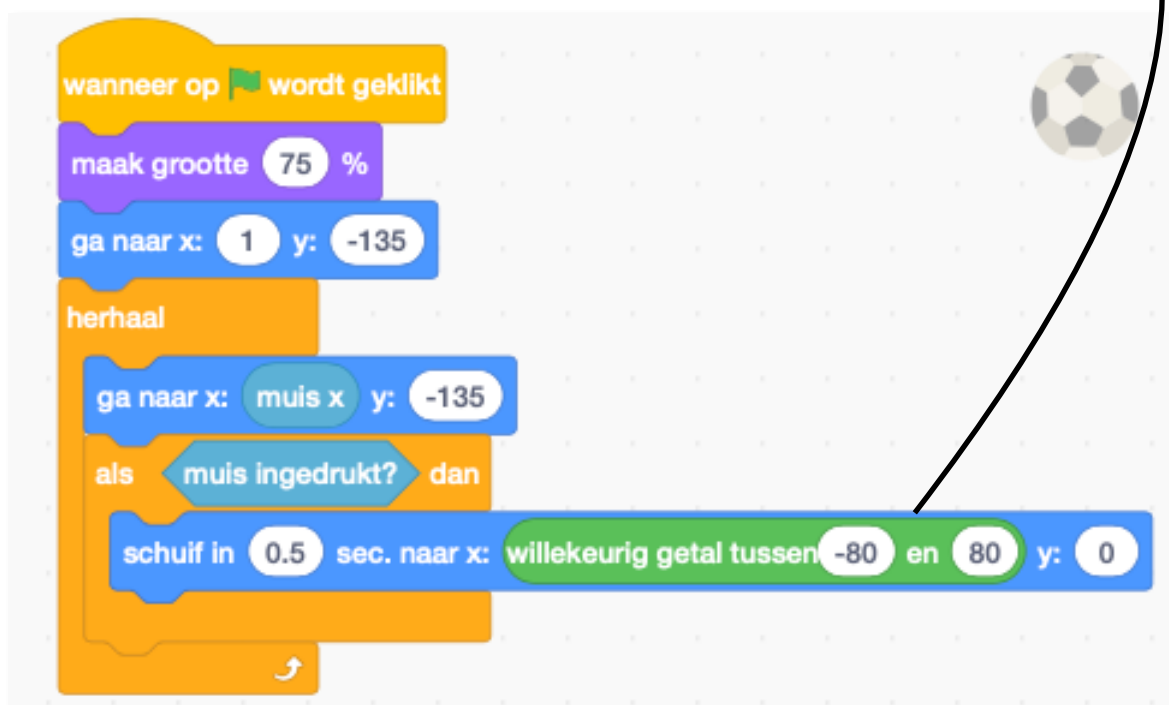 wanneer op wordt geklikt
maak grootte 75 %
ga naar x: 1 y: -135
herhaal
ga naar x: muis x y: -135
als muis ingedrukt? dan
schuif in 0.5 sec. naar x: willekeurig getal tussen -80 en 80 y: 0